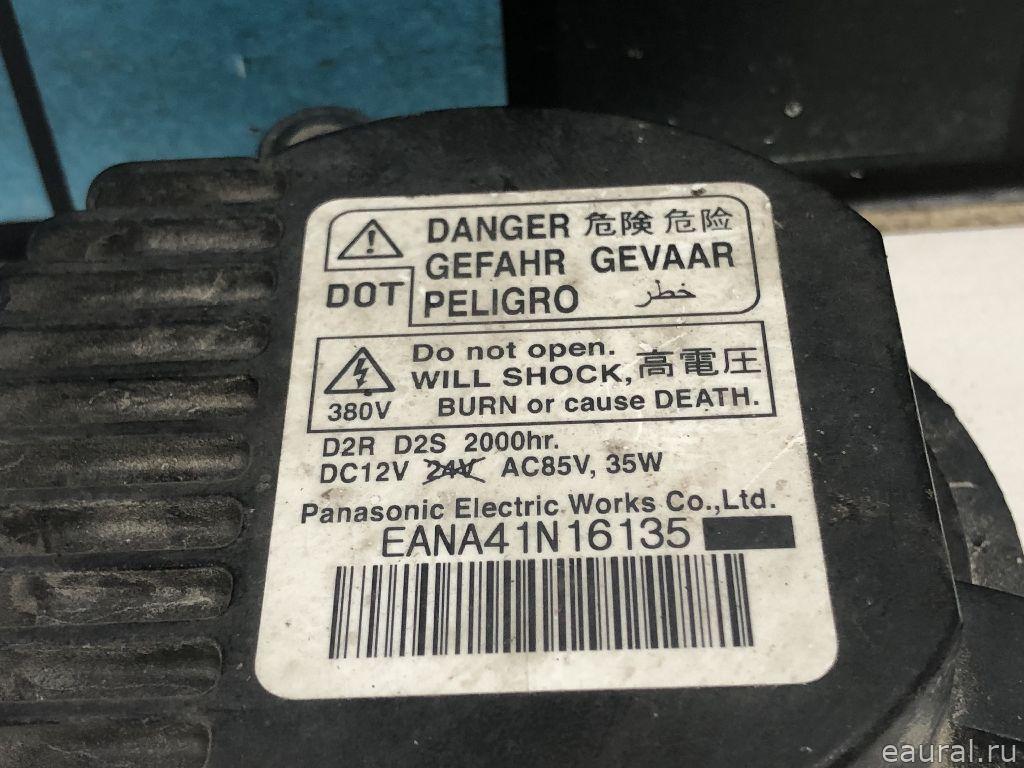 DANGER 危険 危险
GEFAHR GEVAAR
DOT PELIGRO خطر
Do not open.
WILL SHOCK, 高電圧
380V BURN or cause DEATH.
D2R D2S 2000hr.
DC12V 24V AC85V, 35W
Panasonic Electric Works Co.,Ltd.
EANA41N16135
eaural.ru